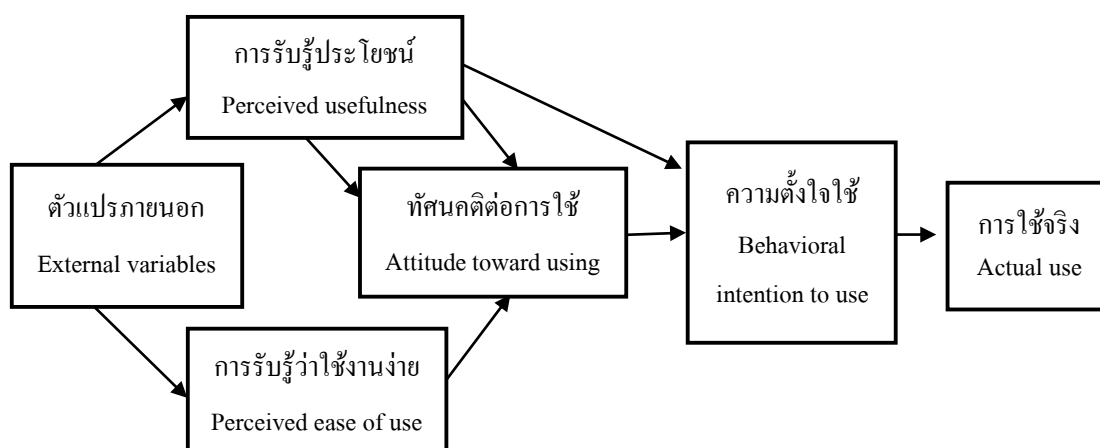 การรับรู้ประโยชน์
Perceived usefulness
ตัวแปรภายนอก
External variables
ทัศนคติต่อการใช้
Attitude toward using
ความตั้งใจใช้
Behavioral
intention to use
การใช้จริง
Actual use
การรับรู้ว่าใช้งานง่าย
Perceived ease of use